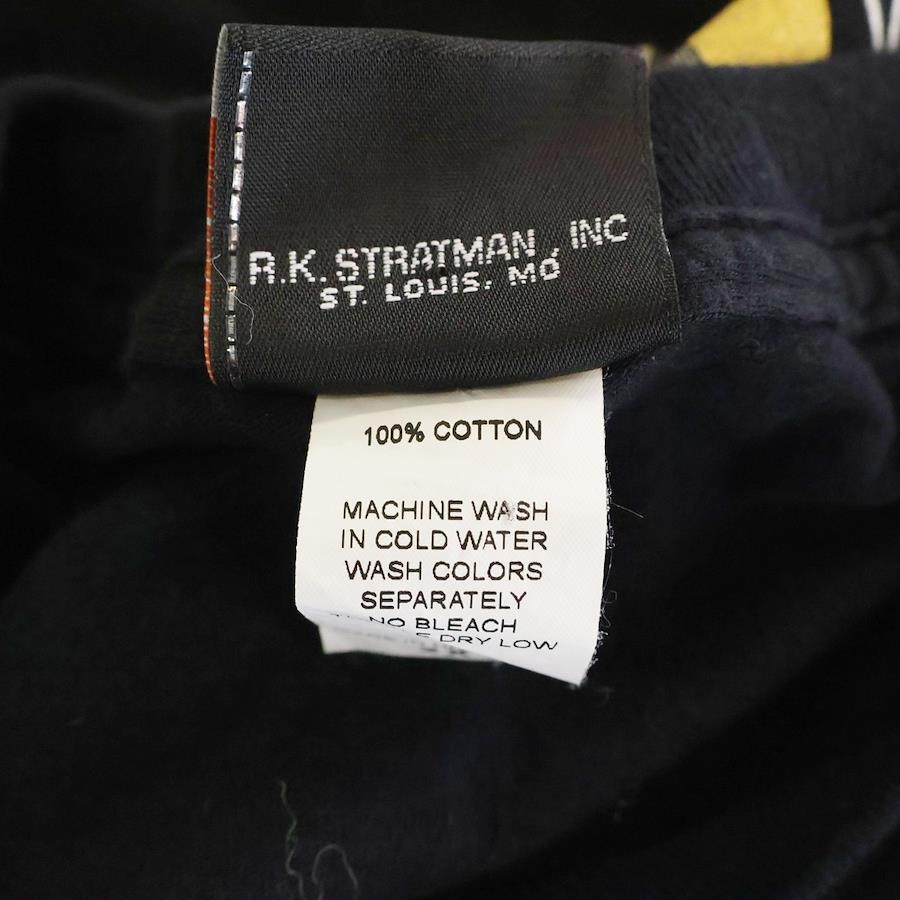 R.K. STRATMAN, INC
ST. LOUIS, MO
100% COTTON
MACHINE WASH
IN COLD WATER
WASH COLORS
SEPARATELY
NO BLEACH
DRY LOW